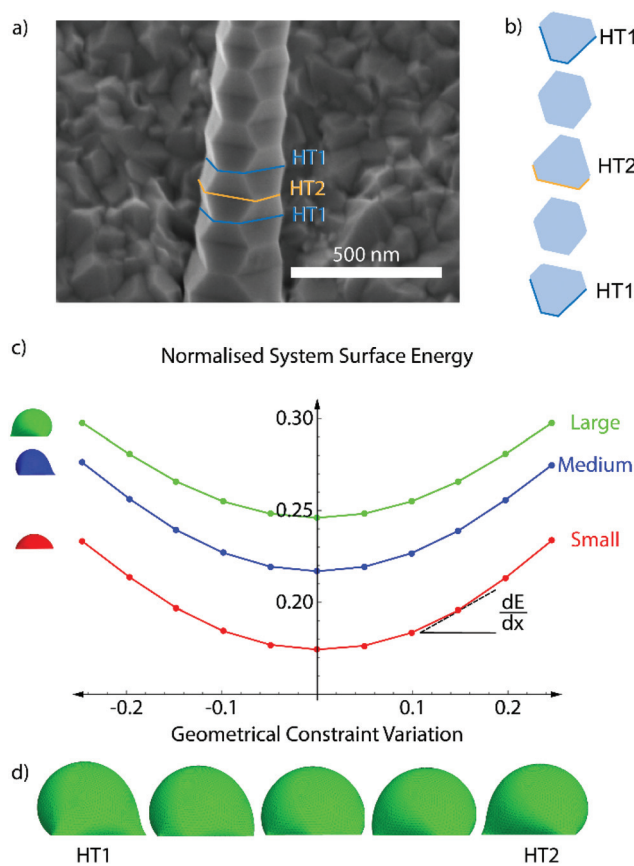 a)
HT1
HT2
HT1
500 nm
b)
HT1
HT2
HT1
c)
Normalised System Surface Energy
0.30
Large
Medium
0.25
Small
0.20
dE
dx
-0.2
-0.1
0.1
0.2
Geometrical Constraint Variation
d)
HT1
HT2